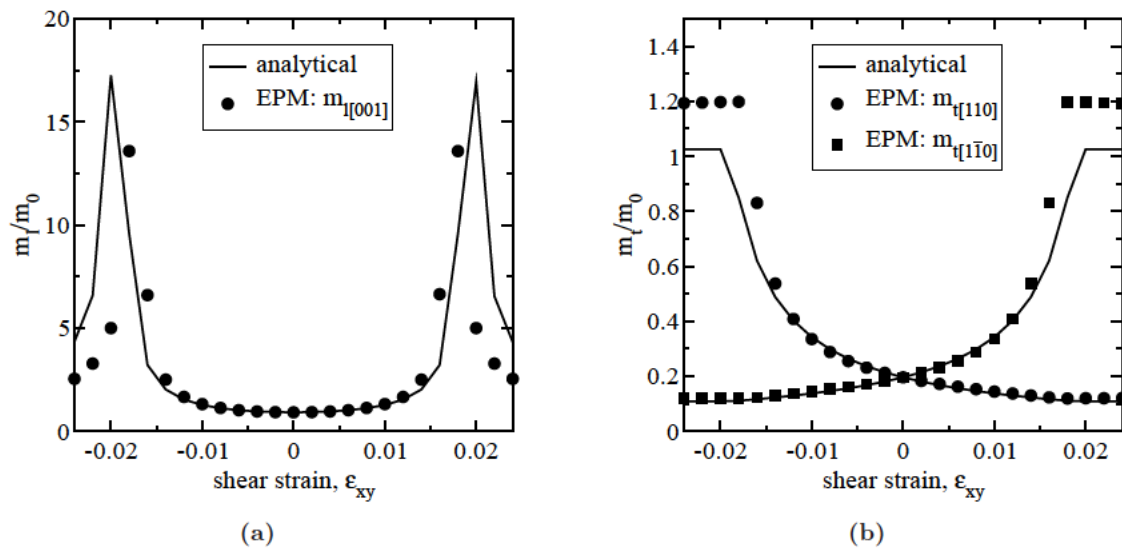 20
15
10
5
0
m_l/m_0
analytical
EPM: m_l[001]
-0.02 -0.01 0 0.01 0.02
shear strain, ε_xy
(a)
1.4
1.2
1
0.8
0.6
0.4
0.2
0
m_t/m_0
analytical
EPM: m_t[110]
EPM: m_t[11̄0]
-0.02 -0.01 0 0.01 0.02
shear strain, ε_xy
(b)